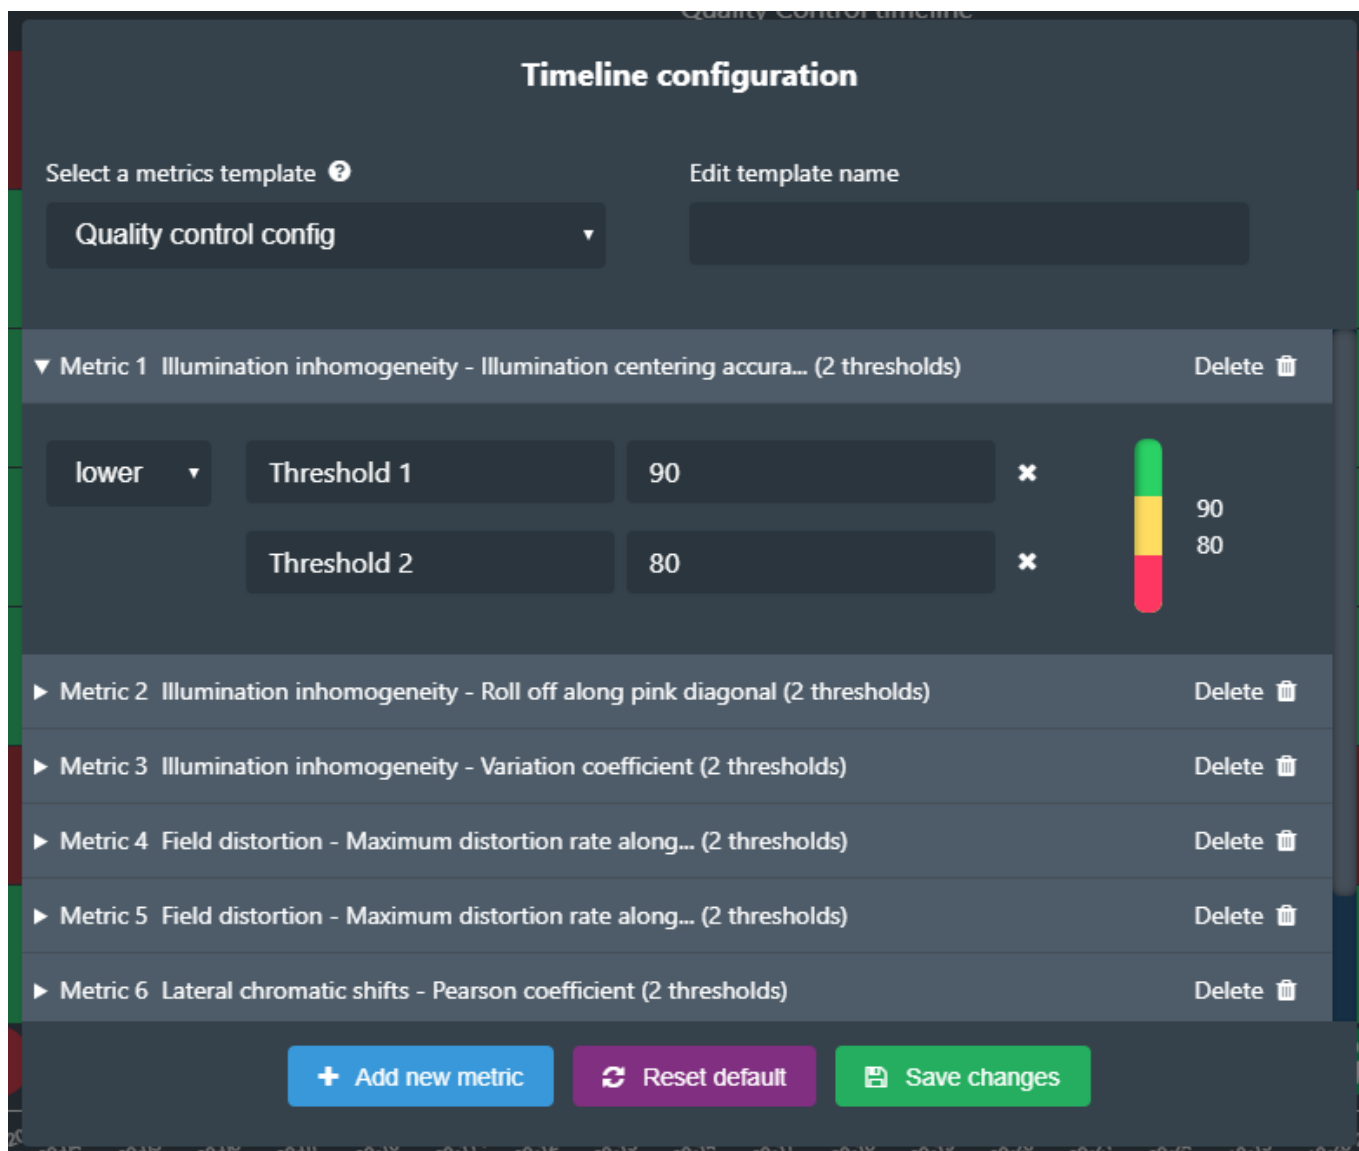 Quality Control timeline
Timeline configuration
Select a metrics template
Edit template name
Quality control config
Metric 1 Illumination inhomogeneity - Illumination centering accura... (2 thresholds) Delete
lower Threshold 1 90
90
80
Threshold 2 80
Metric 2 Illumination inhomogeneity - Roll off along pink diagonal (2 thresholds) Delete
Metric 3 Illumination inhomogeneity - Variation coefficient (2 thresholds) Delete
Metric 4 Field distortion - Maximum distortion rate along... (2 thresholds) Delete
Metric 5 Field distortion - Maximum distortion rate along... (2 thresholds) Delete
Metric 6 Lateral chromatic shifts - Pearson coefficient (2 thresholds) Delete
Add new metric Reset default Save changes